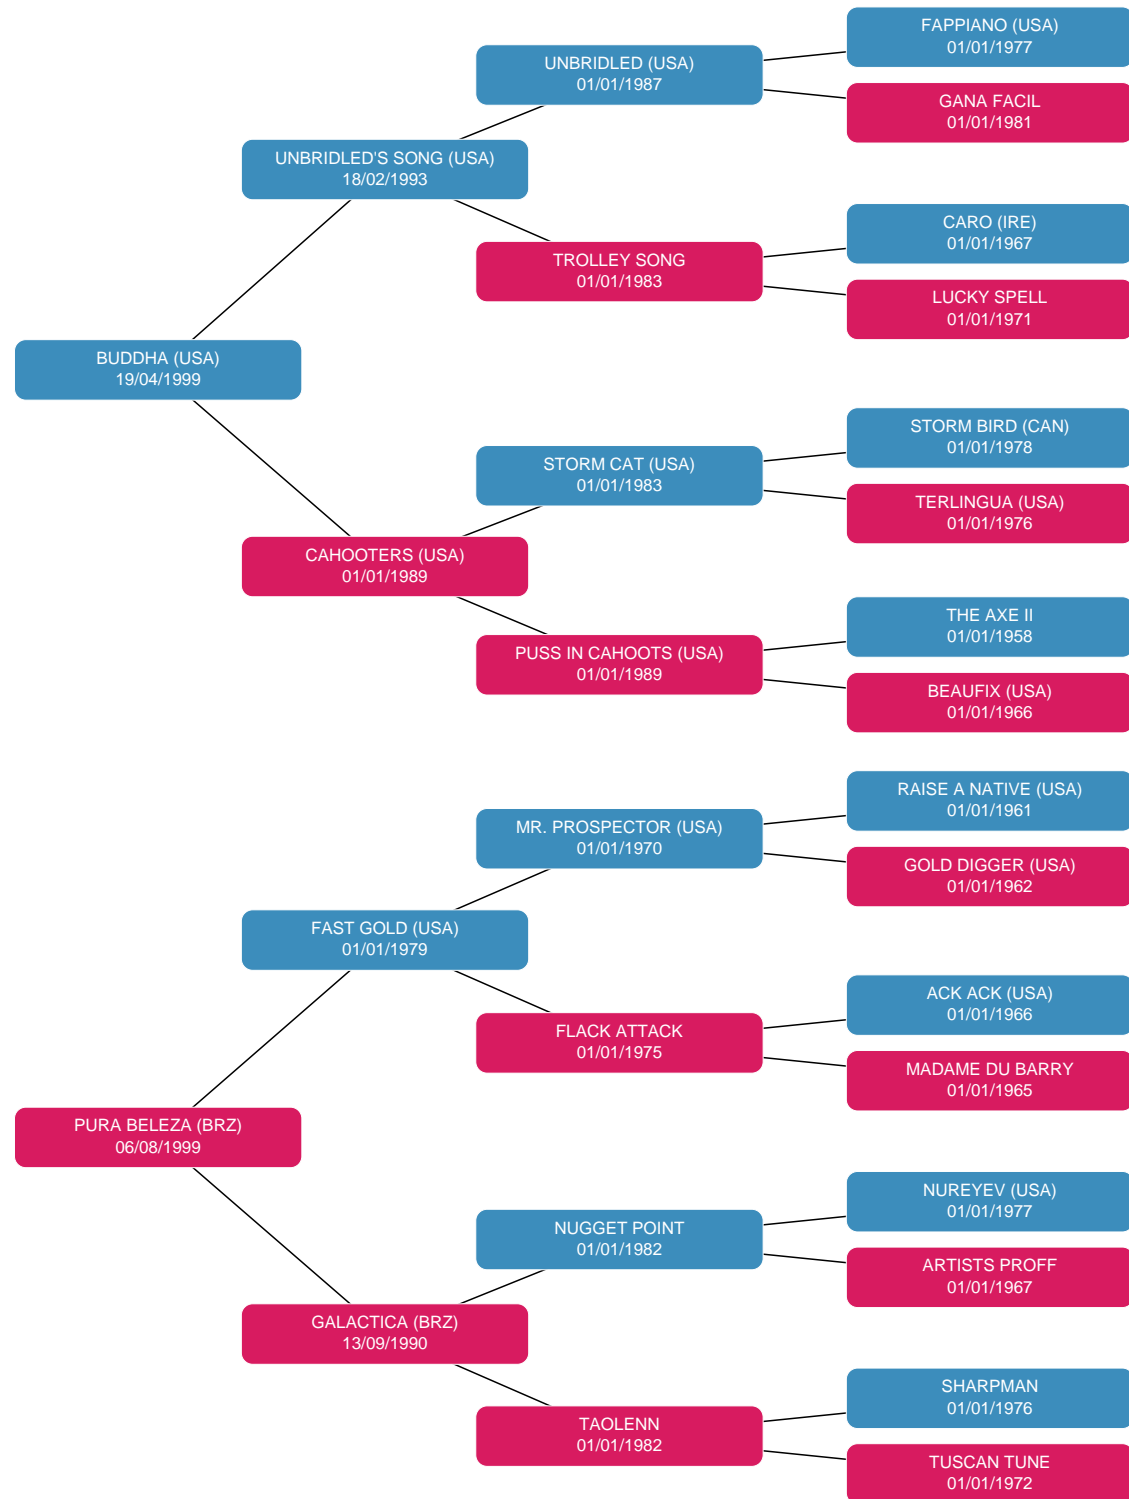 FAPPIANO (USA)
01/01/1977
UNBRIDLED (USA)
01/01/1987
GANA FACIL
01/01/1981
UNBRIDLED'S SONG (USA)
18/02/1993
CARO (IRE)
01/01/1967
TROLLEY SONG
01/01/1983
LUCKY SPELL
01/01/1971
BUDDHA (USA)
19/04/1999
STORM BIRD (CAN)
01/01/1978
STORM CAT (USA)
01/01/1983
TERLINGUA (USA)
01/01/1976
CAHOOTERS (USA)
01/01/1989
THE AXE II
01/01/1958
PUSS IN CAHOOTS (USA)
01/01/1989
BEAUFIX (USA)
01/01/1966
RAISE A NATIVE (USA)
01/01/1961
MR. PROSPECTOR (USA)
01/01/1970
GOLD DIGGER (USA)
01/01/1962
FAST GOLD (USA)
01/01/1979
ACK ACK (USA)
01/01/1966
FLACK ATTACK
01/01/1975
MADAME DU BARRY
01/01/1965
PURA BELEZA (BRZ)
06/08/1999
NUREYEV (USA)
01/01/1977
NUGGET POINT
01/01/1982
ARTISTS PROFF
01/01/1967
GALACTICA (BRZ)
13/09/1990
SHARPMAN
01/01/1976
TAOLENN
01/01/1982
TUSCAN TUNE
01/01/1972